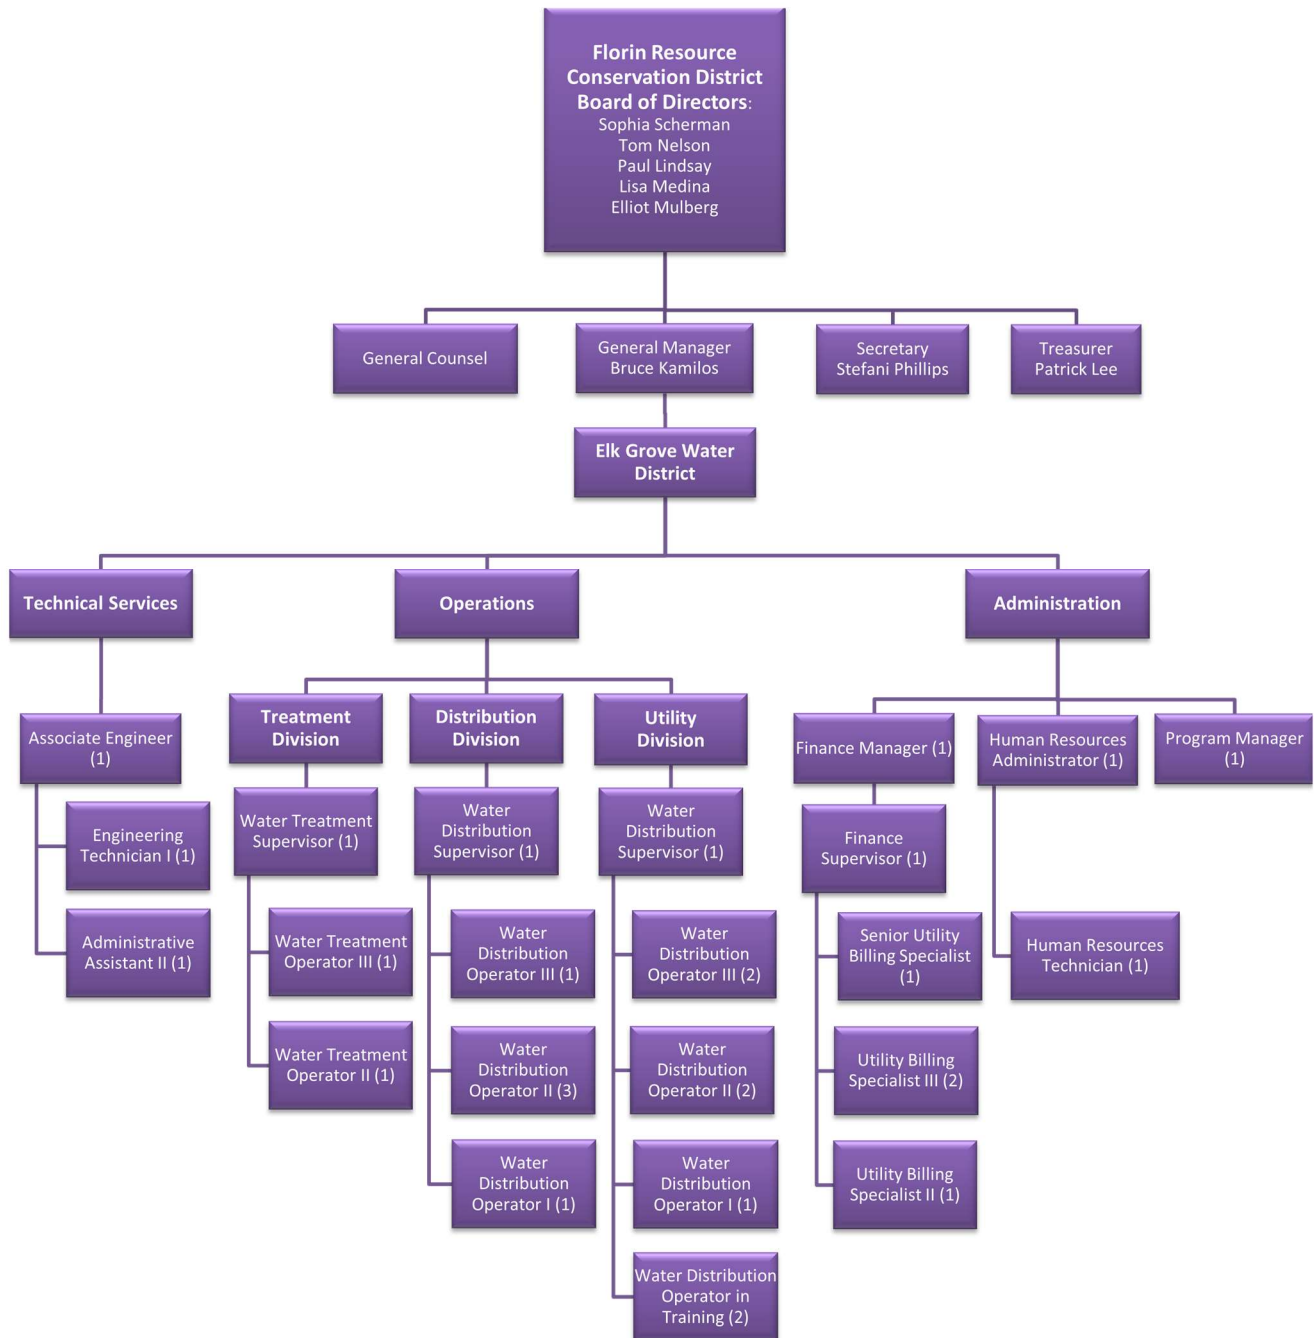 Florin Resource
Conservation District
Board of Directors:
Sophia Scherman
Tom Nelson
Paul Lindsay
Lisa Medina
Elliot Mulberg
General Counsel
General Manager
Bruce Kamilos
Secretary
Stefani Phillips
Treasurer
Patrick Lee
Elk Grove Water
District
Technical Services
Operations
Administration
Associate Engineer
(1)
Engineering
Technician I (1)
Administrative
Assistant II (1)
Treatment
Division
Water Treatment
Supervisor (1)
Water Treatment
Operator III (1)
Water Treatment
Operator II (1)
Distribution
Division
Water
Distribution
Supervisor (1)
Water
Distribution
Operator III (1)
Water
Distribution
Operator II (3)
Water
Distribution
Operator I (1)
Utility
Division
Water
Distribution
Supervisor (1)
Water
Distribution
Operator III (2)
Water
Distribution
Operator II (2)
Water
Distribution
Operator I (1)
Water Distribution
Operator in
Training (2)
Finance Manager (1)
Finance
Supervisor (1)
Senior Utility
Billing Specialist
(1)
Utility Billing
Specialist III (2)
Utility Billing
Specialist II (1)
Human Resources
Administrator (1)
Human Resources
Technician (1)
Program Manager
(1)